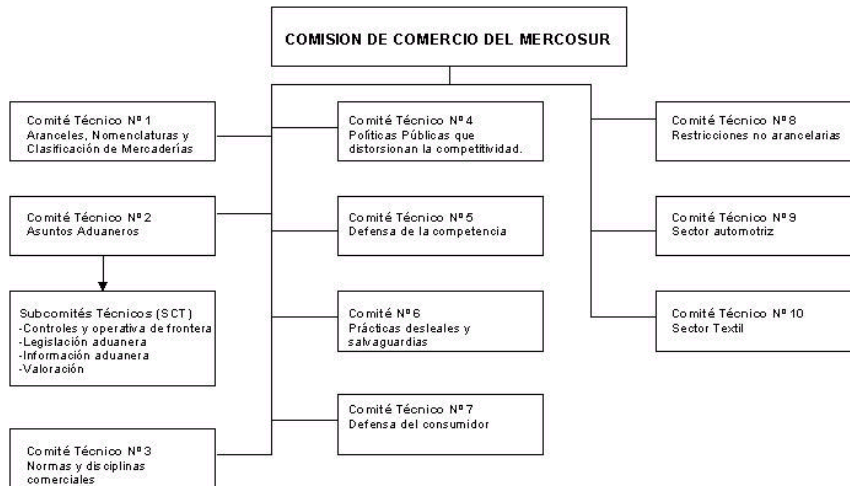 COMISION DE COMERCIO DEL MERCOSUR
Comité Técnico Nº 1
Aranceles, Nomenclaturas y
Clasificación de Mercaderías
Comité Técnico Nº 2
Asuntos Aduaneros
Subcomités Técnicos (SCT)
-Controles y operativa de frontera
-Legislación aduanera
-Información aduanera
-Valoración
Comité Técnico Nº 3
Normas y disciplinas
comerciales
Comité Técnico Nº 4
Políticas Públicas que
distorsionan la competitividad.
Comité Técnico Nº 5
Defensa de la competencia
Comité Nº 6
Prácticas desleales y
salvaguardias
Comité Técnico Nº 7
Defensa del consumidor
Comité Técnico Nº 8
Restricciones no arancelarias
Comité Técnico Nº 9
Sector automotriz
Comité Técnico Nº 10
Sector Textil